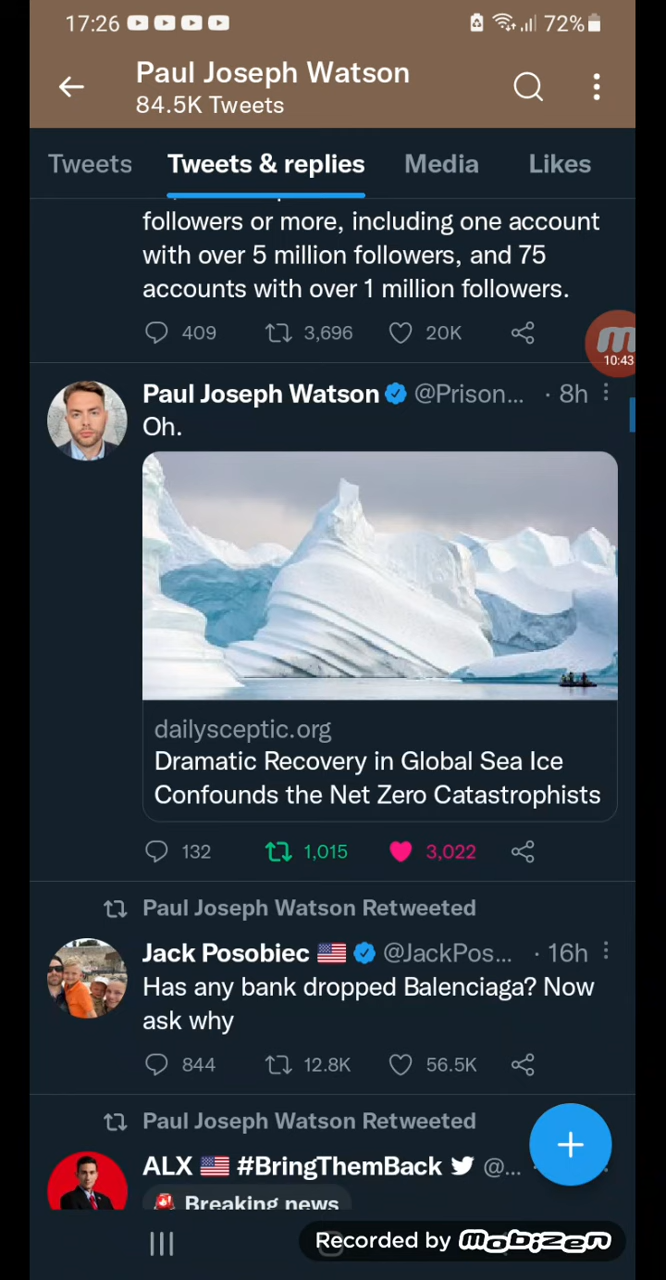 17:26 72%
Paul Joseph Watson
84.5K Tweets
Tweets Tweets & replies Media Likes
followers or more, including one account
with over 5 million followers, and 75
accounts with over 1 million followers.
409 3,696 20K
10:43
Paul Joseph Watson @Prison... · 8h
Oh.
dailysceptic.org
Dramatic Recovery in Global Sea Ice
Confounds the Net Zero Catastrophists
132 1,015 3,022
Paul Joseph Watson Retweeted
Jack Posobiec 🇺🇸 @JackPos... · 16h
Has any bank dropped Balenciaga? Now
ask why
844 12.8K 56.5K
Paul Joseph Watson Retweeted
ALX 🇺🇸 #BringThemBack @...
Breaking news
Recorded by mobizen